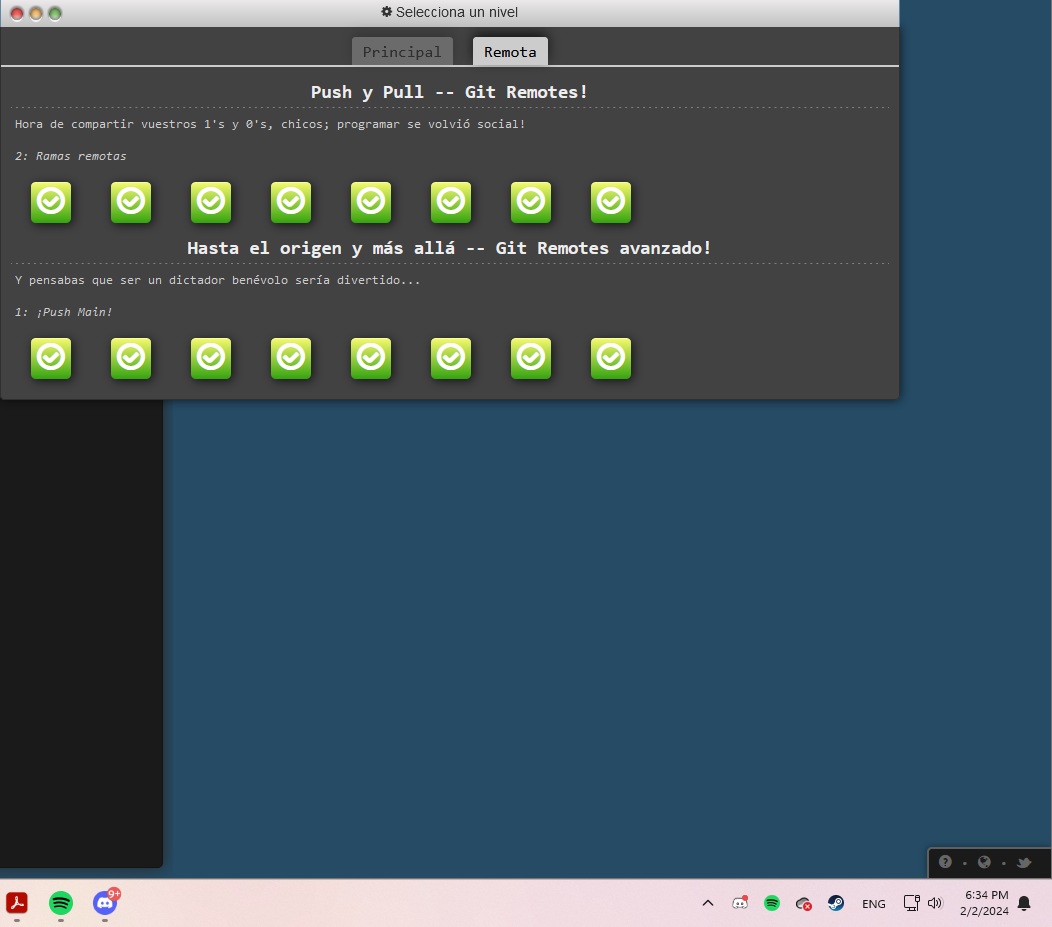 Selecciona un nivel
Principal
Remota
Push y Pull -- Git Remotes!
Hora de compartir vuestros 1's y 0's, chicos; programar se volvió social!
2: Ramas remotas
Hasta el origen y más allá -- Git Remotes avanzado!
Y pensabas que ser un dictador benévolo sería divertido...
1: ¡Push Main!
9+
ENG
6:34 PM
2/2/2024